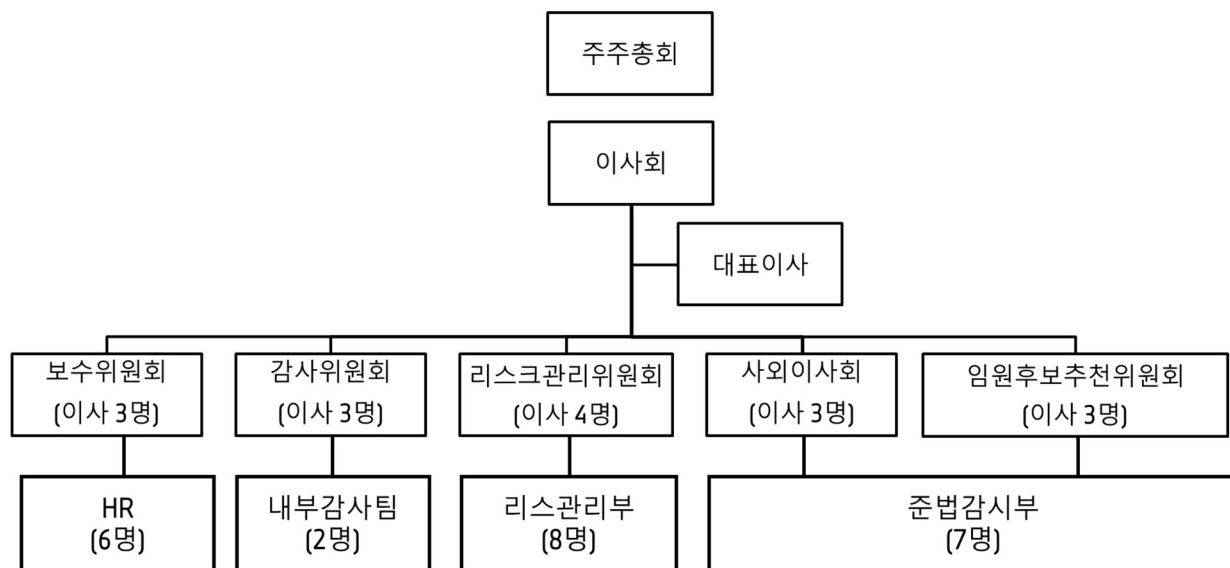 주주총회
이사회
대표이사
보수위원회
(이사 3명)
감사위원회
(이사 3명)
리스크관리위원회
(이사 4명)
사외이사회
(이사 3명)
임원후보추천위원회
(이사 3명)
HR
(6명)
내부감사팀
(2명)
리스관리부
(8명)
준법감시부
(7명)